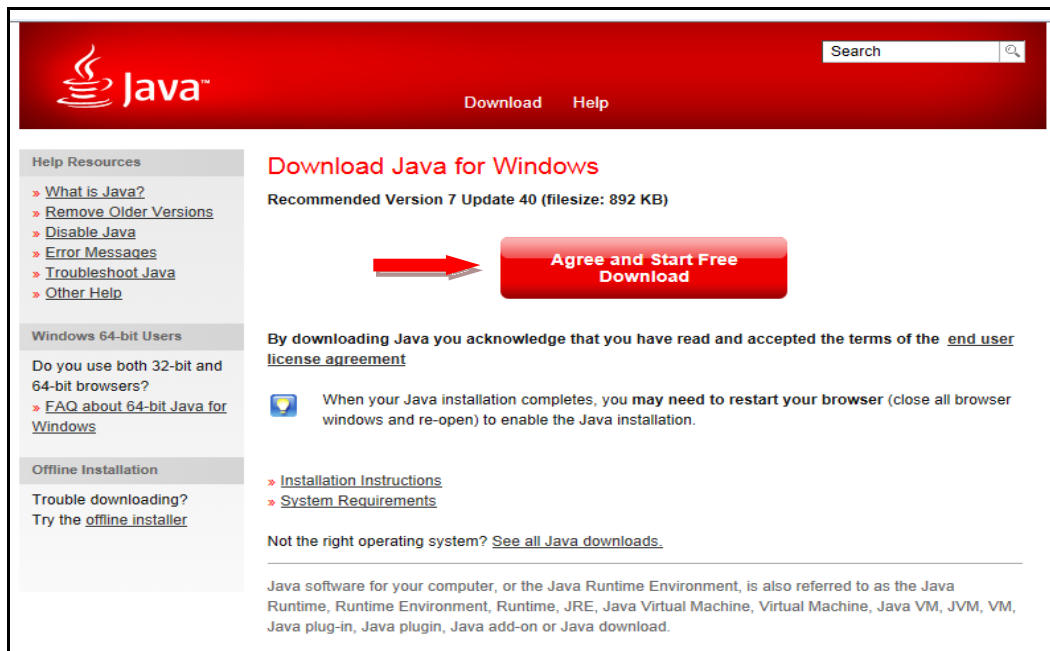 Java™
Search
Download Help
Help Resources
» What is Java?
» Remove Older Versions
» Disable Java
» Error Messages
» Troubleshoot Java
» Other Help
Windows 64-bit Users
Do you use both 32-bit and
64-bit browsers?
» FAQ about 64-bit Java for
Windows
Offline Installation
Trouble downloading?
Try the offline installer
Download Java for Windows
Recommended Version 7 Update 40 (filesize: 892 KB)
Agree and Start Free
Download
By downloading Java you acknowledge that you have read and accepted the terms of the end user
license agreement
When your Java installation completes, you may need to restart your browser (close all browser
windows and re-open) to enable the Java installation.
» Installation Instructions
» System Requirements
Not the right operating system? See all Java downloads.
Java software for your computer, or the Java Runtime Environment, is also referred to as the Java
Runtime, Runtime Environment, Runtime, JRE, Java Virtual Machine, Virtual Machine, Java VM, JVM, VM,
Java plug-in, Java plugin, Java add-on or Java download.